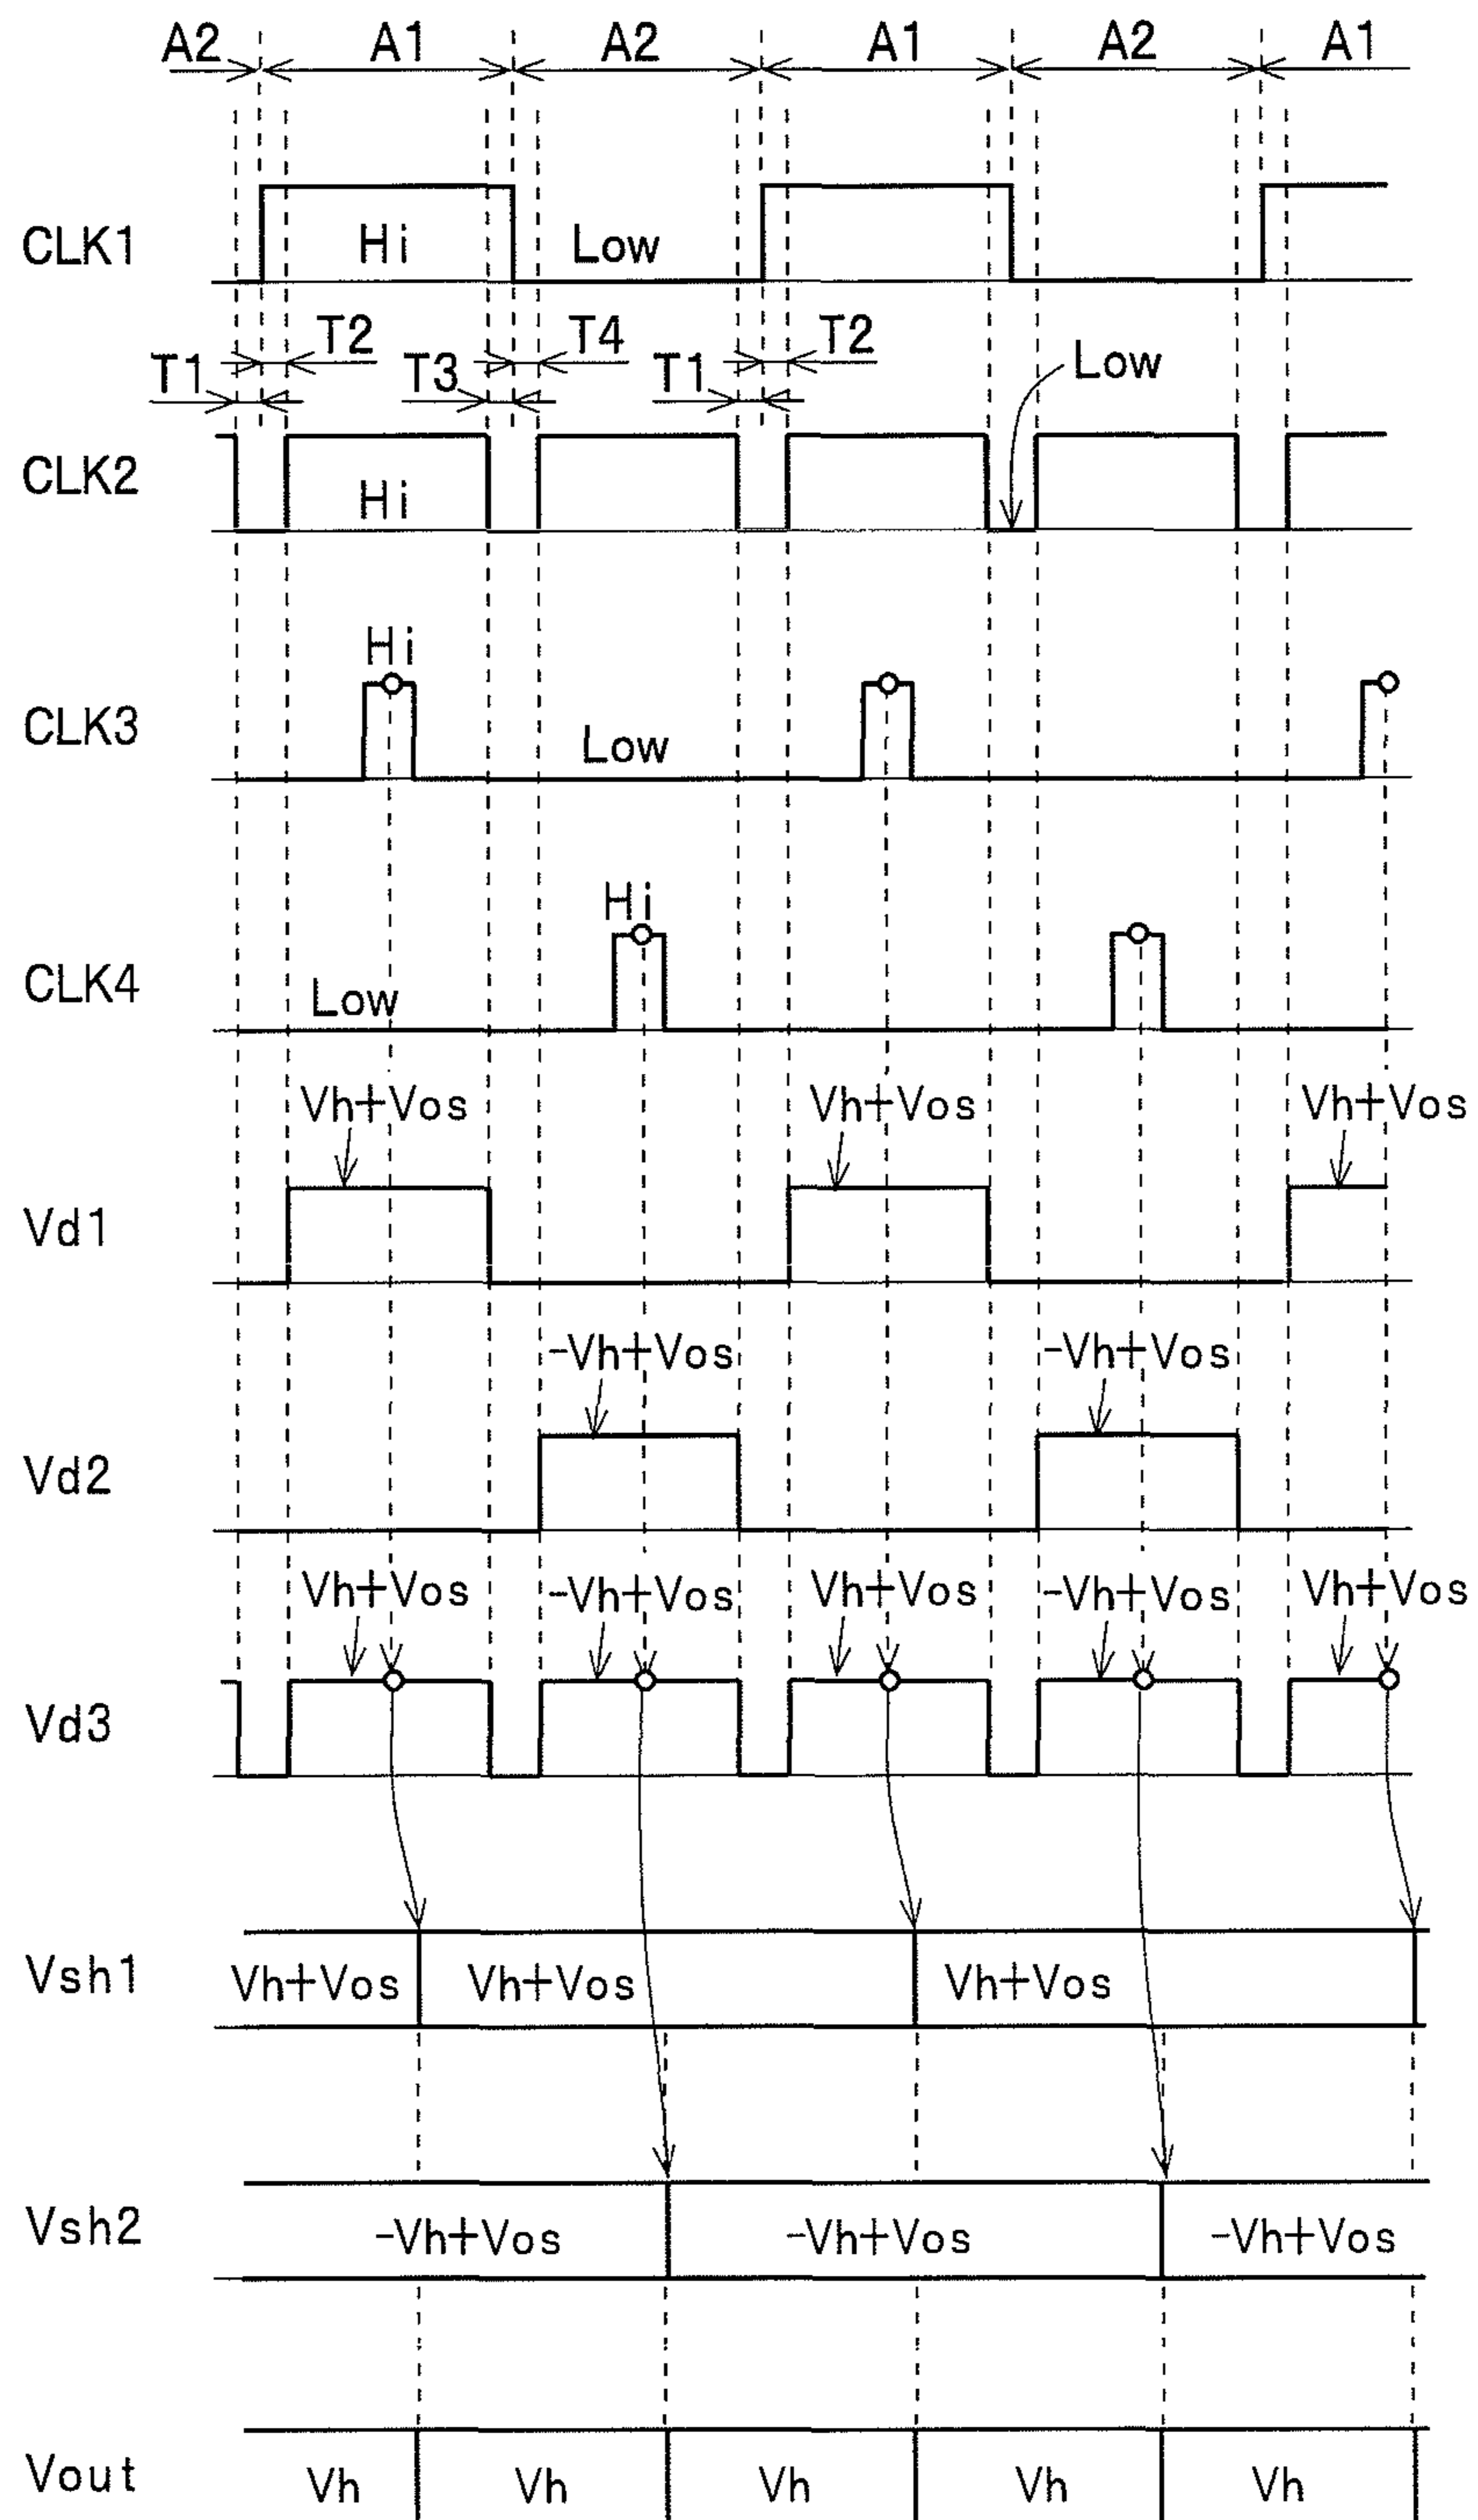 A2 A1 A2 A1 A2 A1
CLK1 Hi Low
T2 T4 T2
T1 T3 T1 Low
CLK2 Hi
Hi
CLK3 Low
Hi
CLK4 Low
Vh+Vos Vh+Vos Vh+Vos
Vd1
-Vh+Vos -Vh+Vos
Vd2
Vh+Vos -Vh+Vos Vh+Vos -Vh+Vos Vh+Vos
Vd3
Vsh1 Vh+Vos Vh+Vos Vh+Vos
Vsh2 -Vh+Vos -Vh+Vos -Vh+Vos
Vout Vh Vh Vh Vh Vh